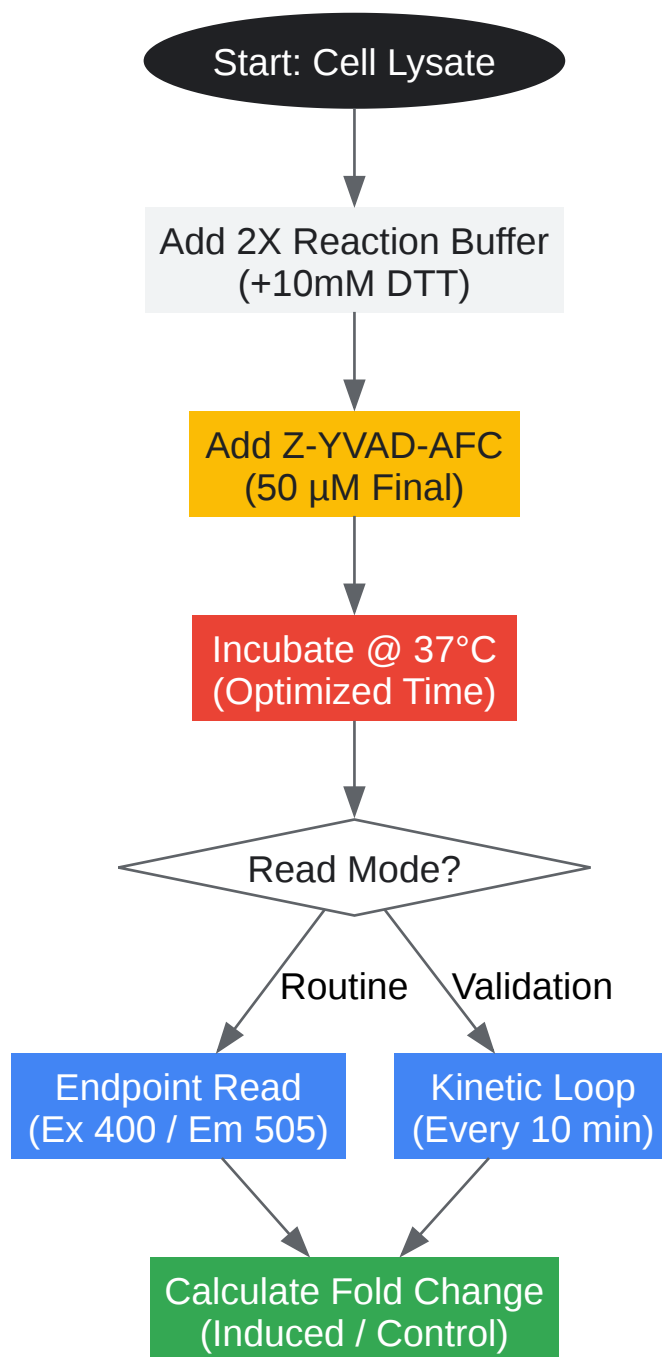 Start: Cell Lysate
Add 2X Reaction Buffer
(+10mM DTT)
Add Z-YVAD-AFC
(50 µM Final)
Incubate @ 37°C
(Optimized Time)
Read Mode?
Routine
Validation
Endpoint Read
(Ex 400 / Em 505)
Kinetic Loop
(Every 10 min)
Calculate Fold Change
(Induced / Control)